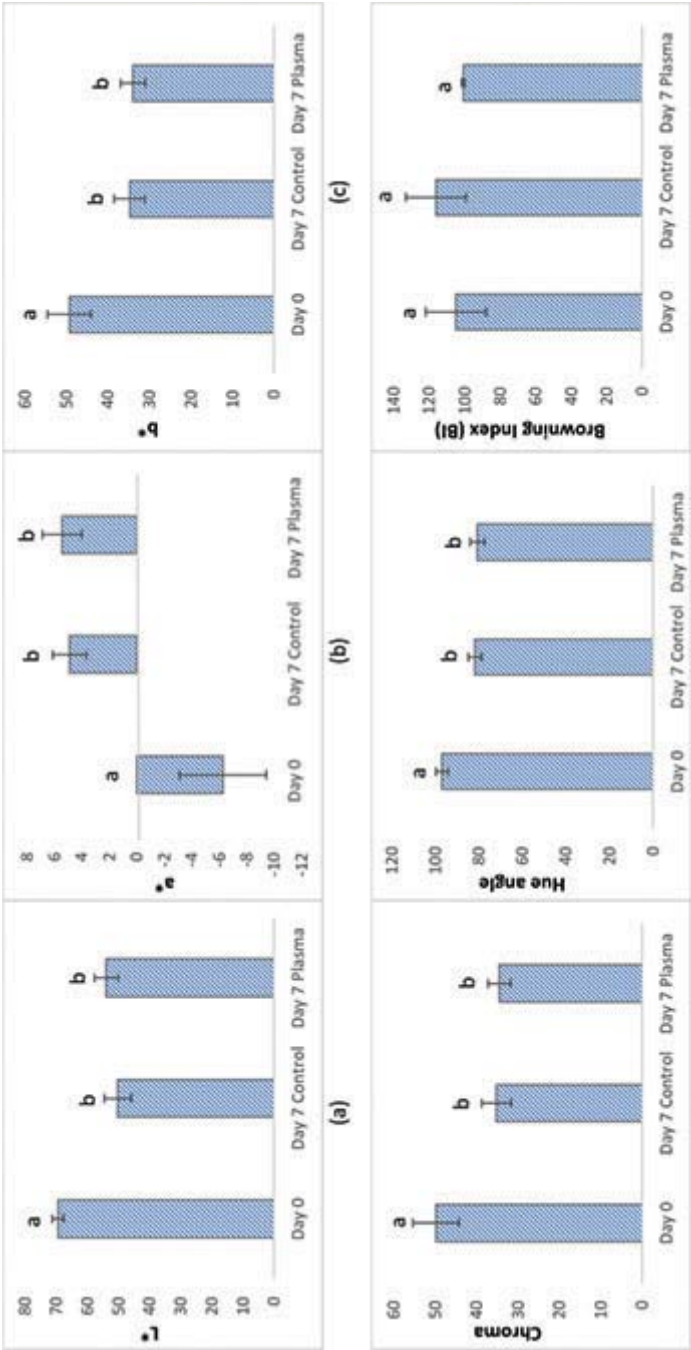 80
70
60
50
40
30
20
10
0
L*
a
b
b
Day 0
Day 7 Control
Day 7 Plasma
(a)
8
6
4
2
0
-2
-4
-6
-8
-10
-12
a*
a
b
b
Day 0
Day 7 Control
Day 7 Plasma
(b)
60
50
40
30
20
10
0
b*
a
b
b
Day 0
Day 7 Control
Day 7 Plasma
(c)
60
50
40
30
20
10
0
Chroma
a
b
b
Day 0
Day 7 Control
Day 7 Plasma
120
100
80
60
40
20
0
Hue angle
a
b
b
Day 0
Day 7 Control
Day 7 Plasma
140
120
100
80
60
40
20
0
Browning Index (BI)
a
a
a
Day 0
Day 7 Control
Day 7 Plasma